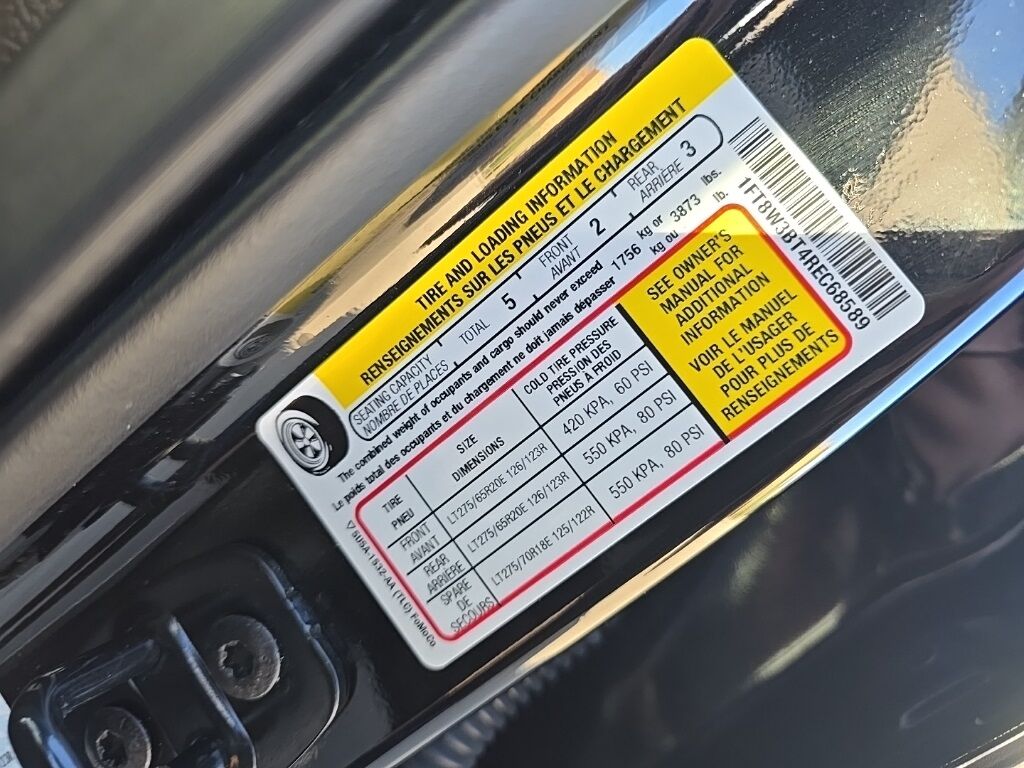 TIRE AND LOADING INFORMATION
RENSEIGNEMENTS SUR LES PNEUS ET LE CHARGEMENT
SEATING CAPACITY
NOMBRE DE PLACES
TOTAL 5
FRONT
AVANT 2
REAR
ARRIÈRE 3
The combined weight of occupants and cargo should never exceed 1756 kg or 3873 lbs.
Le poids total des occupants et du chargement ne doit jamais dépasser kg ou lb.
TIRE
PNEU
SIZE
DIMENSIONS
COLD TIRE PRESSURE
PRESSION DES
PNEUS À FROID
FRONT
AVANT
LT275/65R20E 126/123R
420 KPA, 60 PSI
REAR
ARRIÈRE
LT275/65R20E 126/123R
550 KPA, 80 PSI
SPARE
DE
SECOURS
LT275/70R18E 125/122R
550 KPA, 80 PSI
SEE OWNER'S
MANUAL FOR
ADDITIONAL
INFORMATION
VOIR LE MANUEL
DE L'USAGER
POUR PLUS DE
RENSEIGNEMENTS
1FT8W3BT4REC68589
8U5A-1532-AA (TLG) FoMoCo